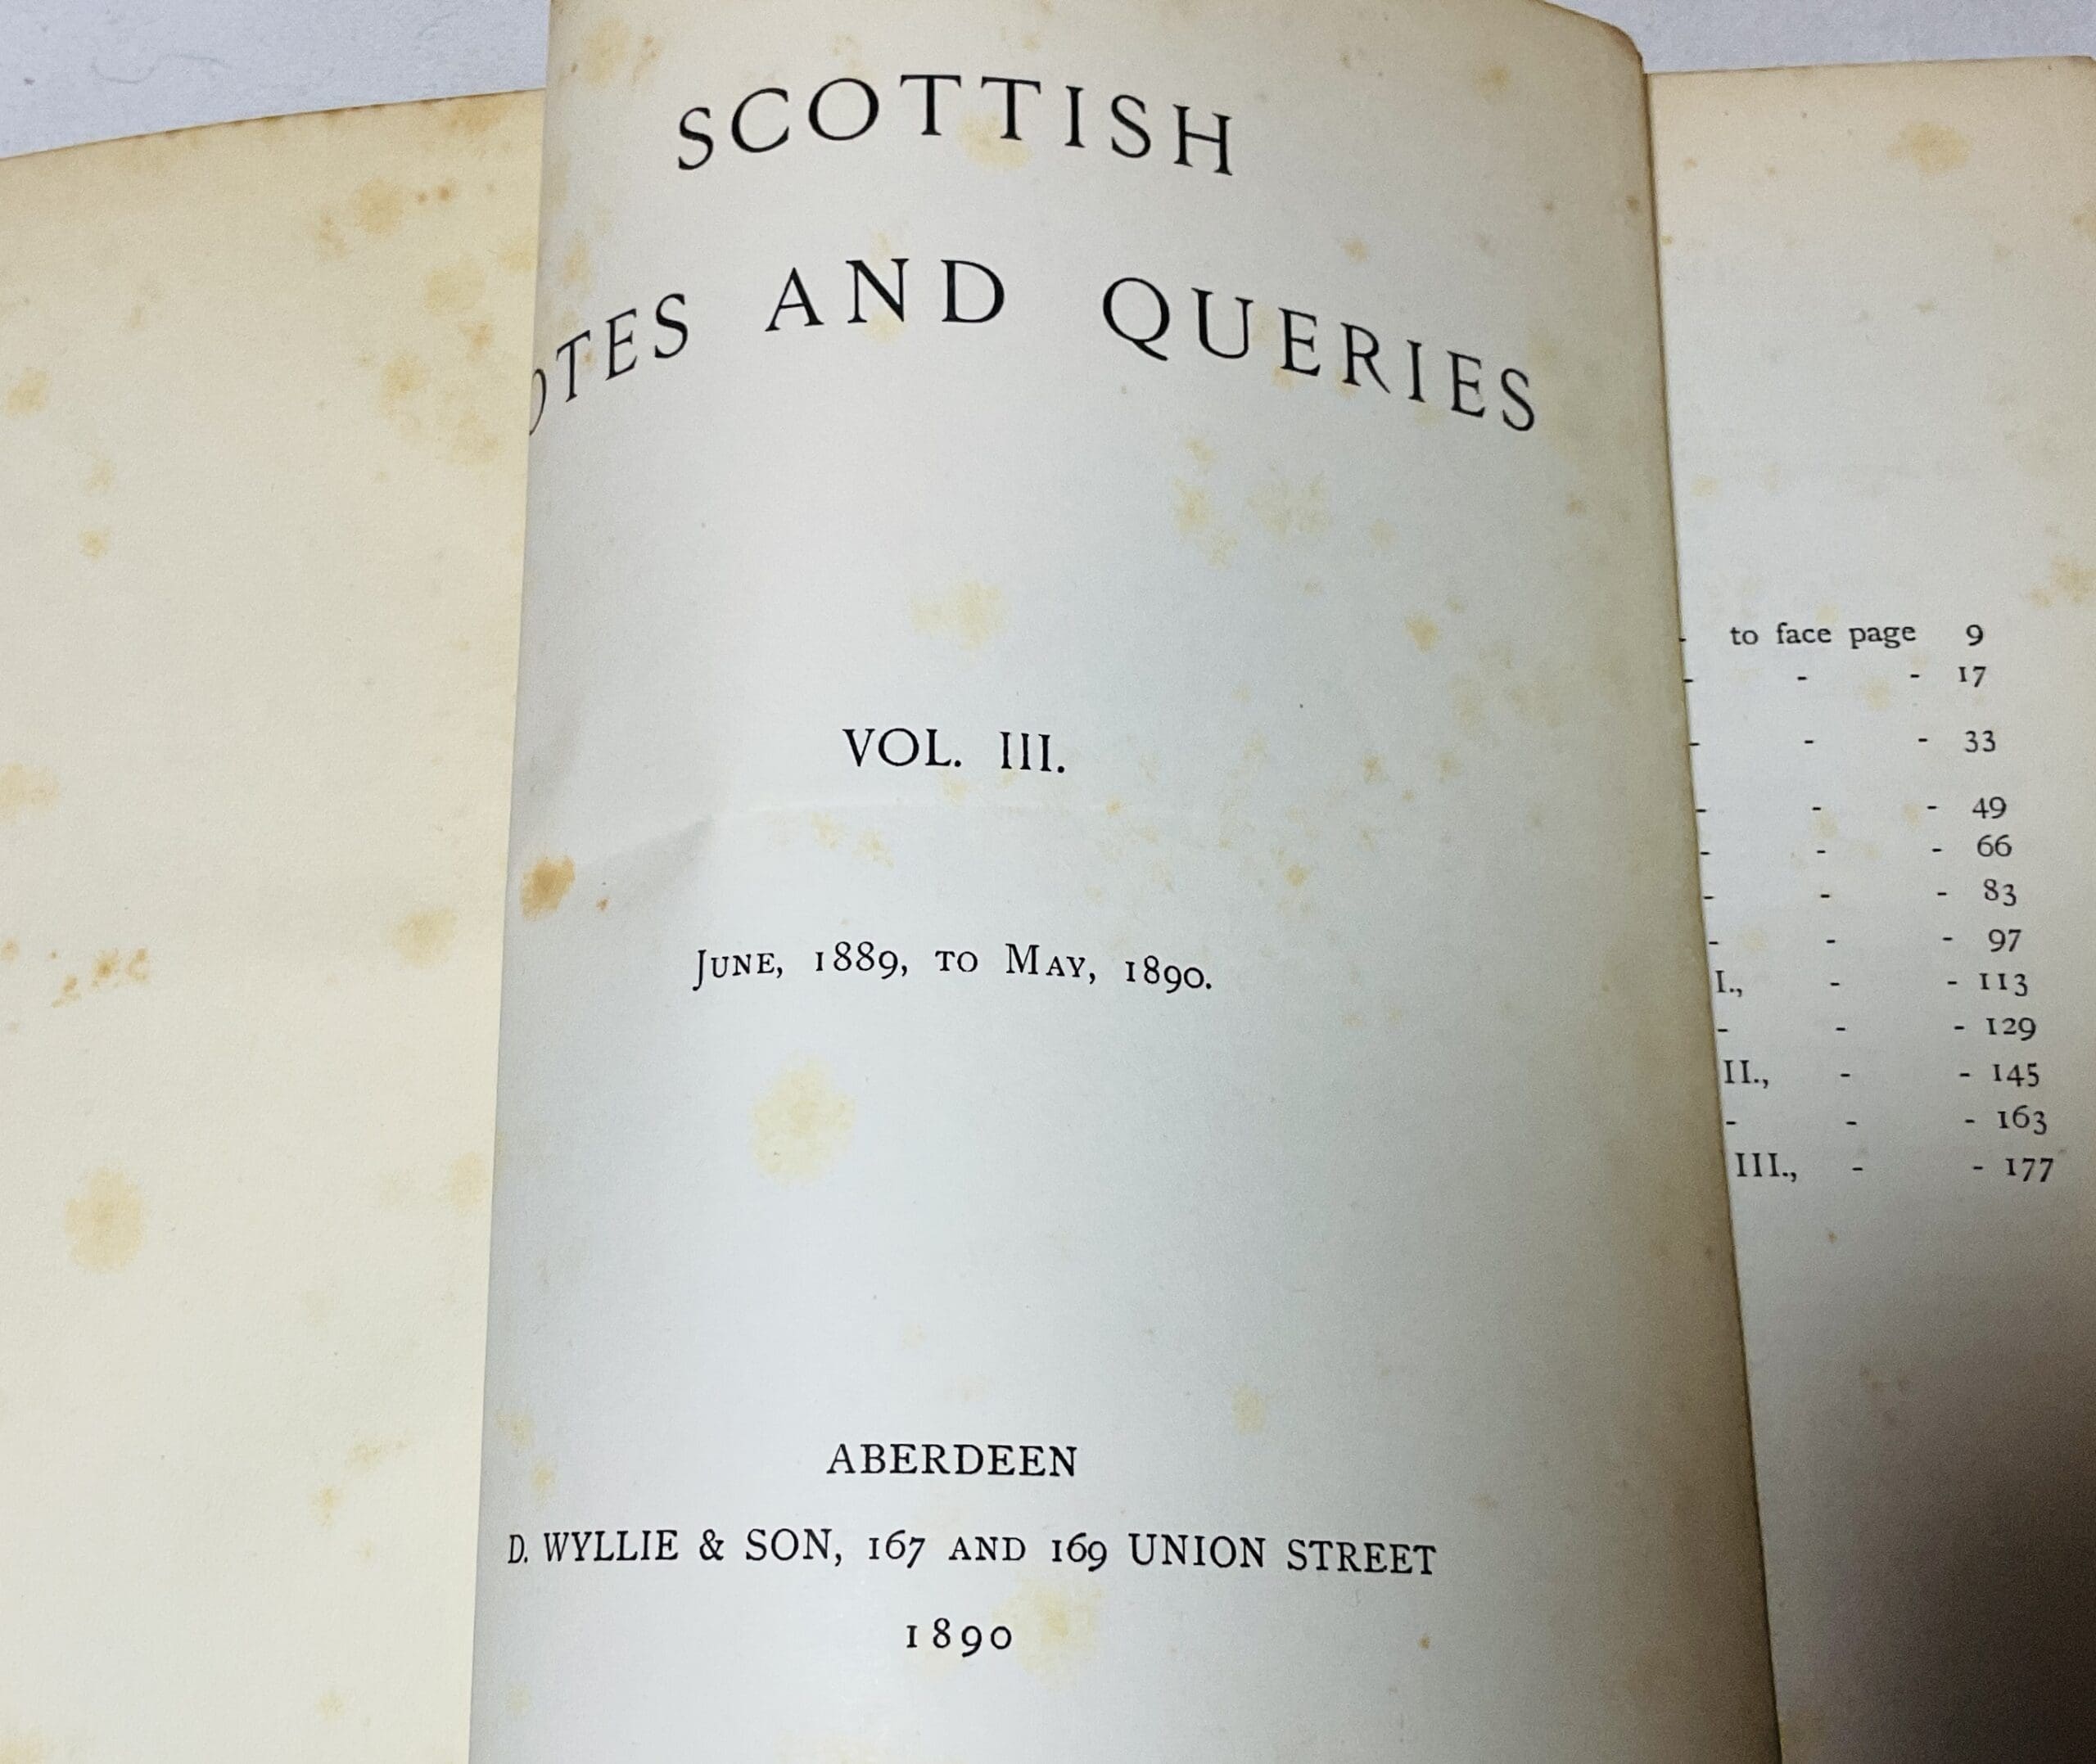 SCOTTISH
OTES AND QUERIES
VOL. III.
JUNE, 1889, TO MAY, 1890.
ABERDEEN
D. WYLLIE & SON, 167 AND 169 UNION STREET
1890
- to face page 9
- - - 17
- - - 33
- - - 49
- - - 66
- - - 83
- - - 97
I., - - 113
- - - 129
II., - - 145
- - - 163
III., - - 177